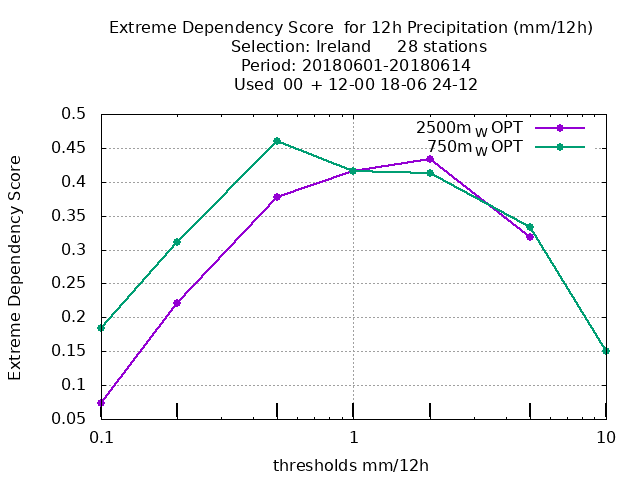 Extreme Dependency Score  for 12h Precipitation (mm/12h)
Selection: Ireland     28 stations
Period: 20180601-20180614
Used  00  + 12-00 18-06 24-12
0.5
0.45
0.4
0.35
0.3
0.25
0.2
0.15
0.1
0.05
Extreme Dependency Score
2500m W OPT
750m W OPT
0.1
1
10
thresholds mm/12h